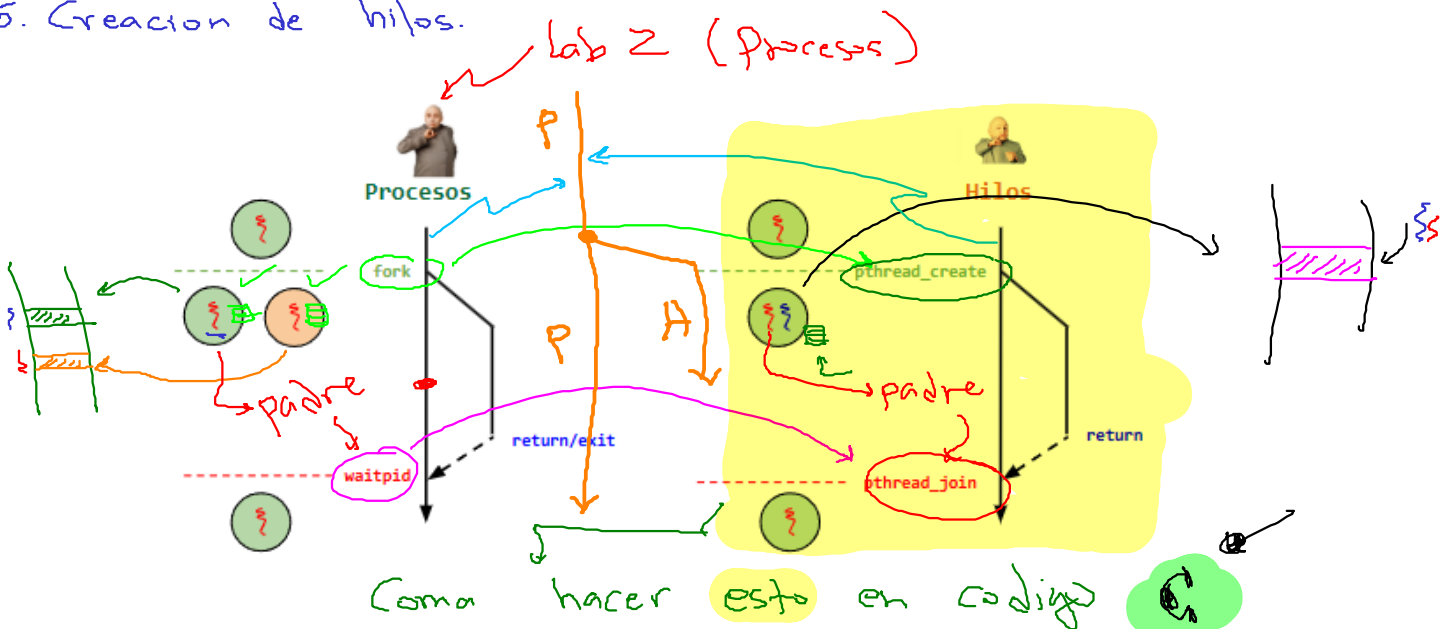 5. Creacion de hilos.
Lab 2 (Procesos)
P
Procesos
Hilos
fork
pthread_create
P
A
padre
padre
return/exit
return
waitpid
pthread_join
Como hacer esto en codigo C